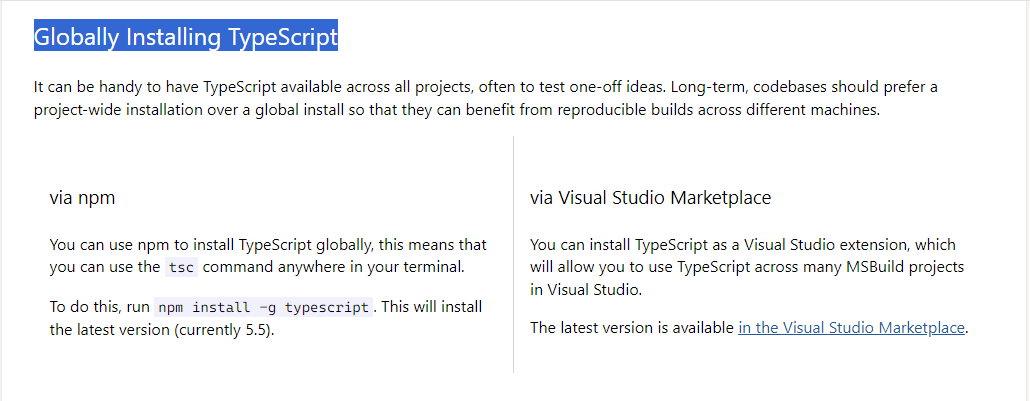 Globally Installing TypeScript
It can be handy to have TypeScript available across all projects, often to test one-off ideas. Long-term, codebases should prefer a
project-wide installation over a global install so that they can benefit from reproducible builds across different machines.
via npm
You can use npm to install TypeScript globally, this means that
you can use the tsc command anywhere in your terminal.
To do this, run npm install -g typescript. This will install
the latest version (currently 5.5).
via Visual Studio Marketplace
You can install TypeScript as a Visual Studio extension, which
will allow you to use TypeScript across many MSBuild projects
in Visual Studio.
The latest version is available in the Visual Studio Marketplace.